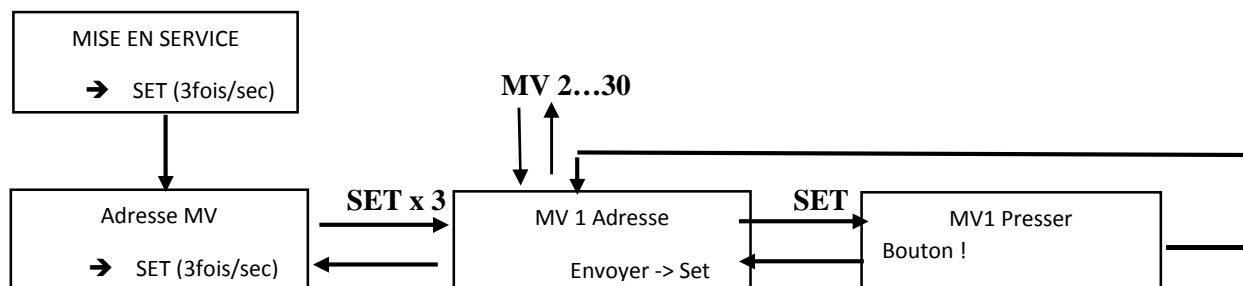 MISE EN SERVICE
➔ SET (3fois/sec)
MV 2…30
Adresse MV
➔ SET (3fois/sec)
SET x 3
MV 1 Adresse
Envoyer -> Set
SET
MV1 Presser
Bouton !